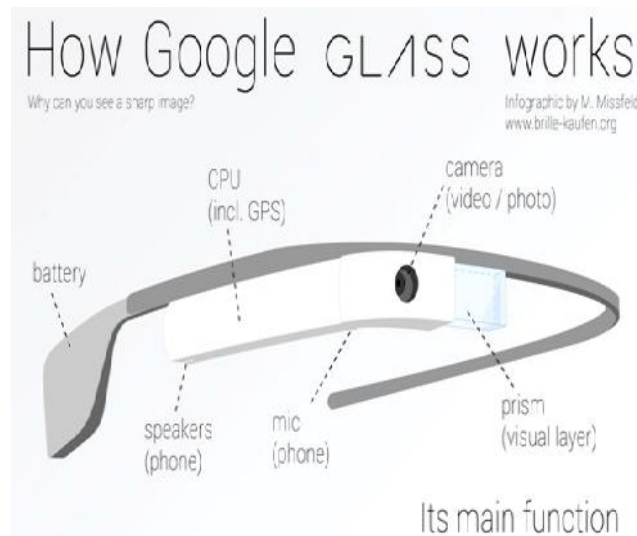 How Google GLASS works
Why can you see a sharp image?
Infographic by M. Missfeld
www.brille-kaufen.org
camera
(video / photo)
CPU
(incl. GPS)
battery
speakers
(phone)
mic
(phone)
prism
(visual layer)
Its main function